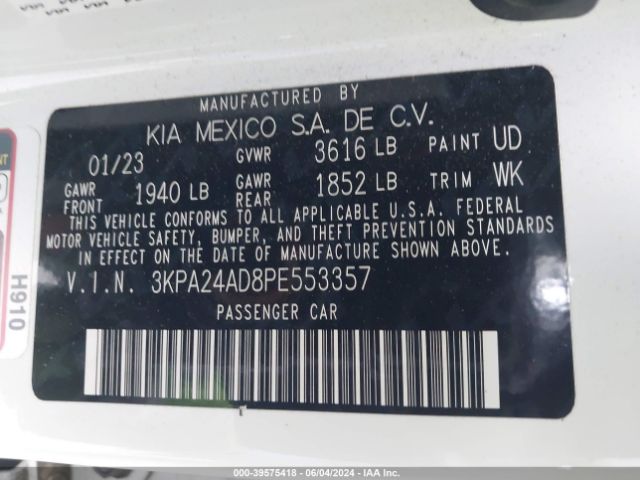 MANUFACTURED BY
KIA MEXICO S.A. DE C.V.
01/23 GVWR 3616 LB PAINT UD
GAWR FRONT 1940 LB GAWR REAR 1852 LB TRIM WK
THIS VEHICLE CONFORMS TO ALL APPLICABLE U.S.A. FEDERAL
MOTOR VEHICLE SAFETY, BUMPER, AND THEFT PREVENTION STANDARDS
IN EFFECT ON THE DATE OF MANUFACTURE SHOWN ABOVE.
V.I.N. 3KPA24AD8PE553357
PASSENGER CAR
H910
000-39575418 - 06/04/2024 - IAA Inc.